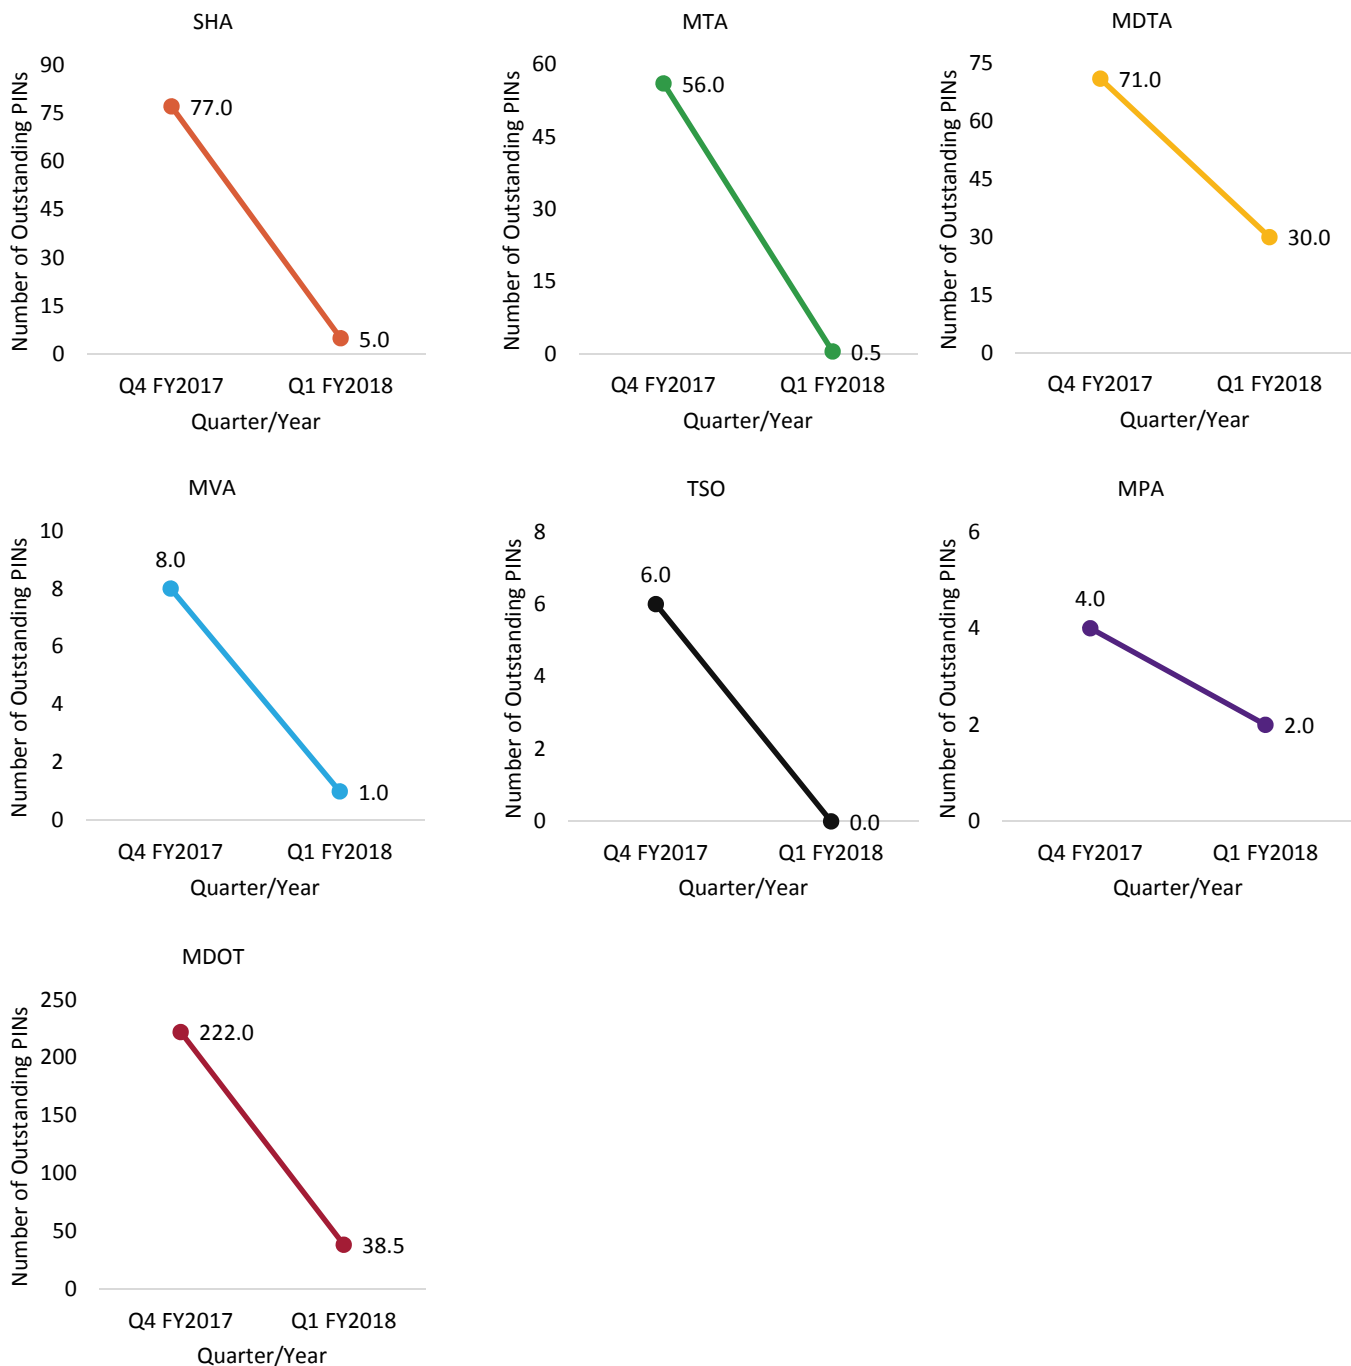 SHA
Number of Outstanding PINs
90
75
60
45
30
15
0
77.0
5.0
Q4 FY2017 Q1 FY2018
Quarter/Year
MTA
Number of Outstanding PINs
60
45
30
15
0
56.0
0.5
Q4 FY2017 Q1 FY2018
Quarter/Year
MDTA
Number of Outstanding PINs
75
60
45
30
15
0
71.0
30.0
Q4 FY2017 Q1 FY2018
Quarter/Year
MVA
Number of Outstanding PINs
10
8
6
4
2
0
8.0
1.0
Q4 FY2017 Q1 FY2018
Quarter/Year
TSO
Number of Outstanding PINs
8
6
4
2
0
6.0
0.0
Q4 FY2017 Q1 FY2018
Quarter/Year
MPA
Number of Outstanding PINs
6
4
2
0
4.0
2.0
Q4 FY2017 Q1 FY2018
Quarter/Year
MDOT
Number of Outstanding PINs
250
200
150
100
50
0
222.0
38.5
Q4 FY2017 Q1 FY2018
Quarter/Year